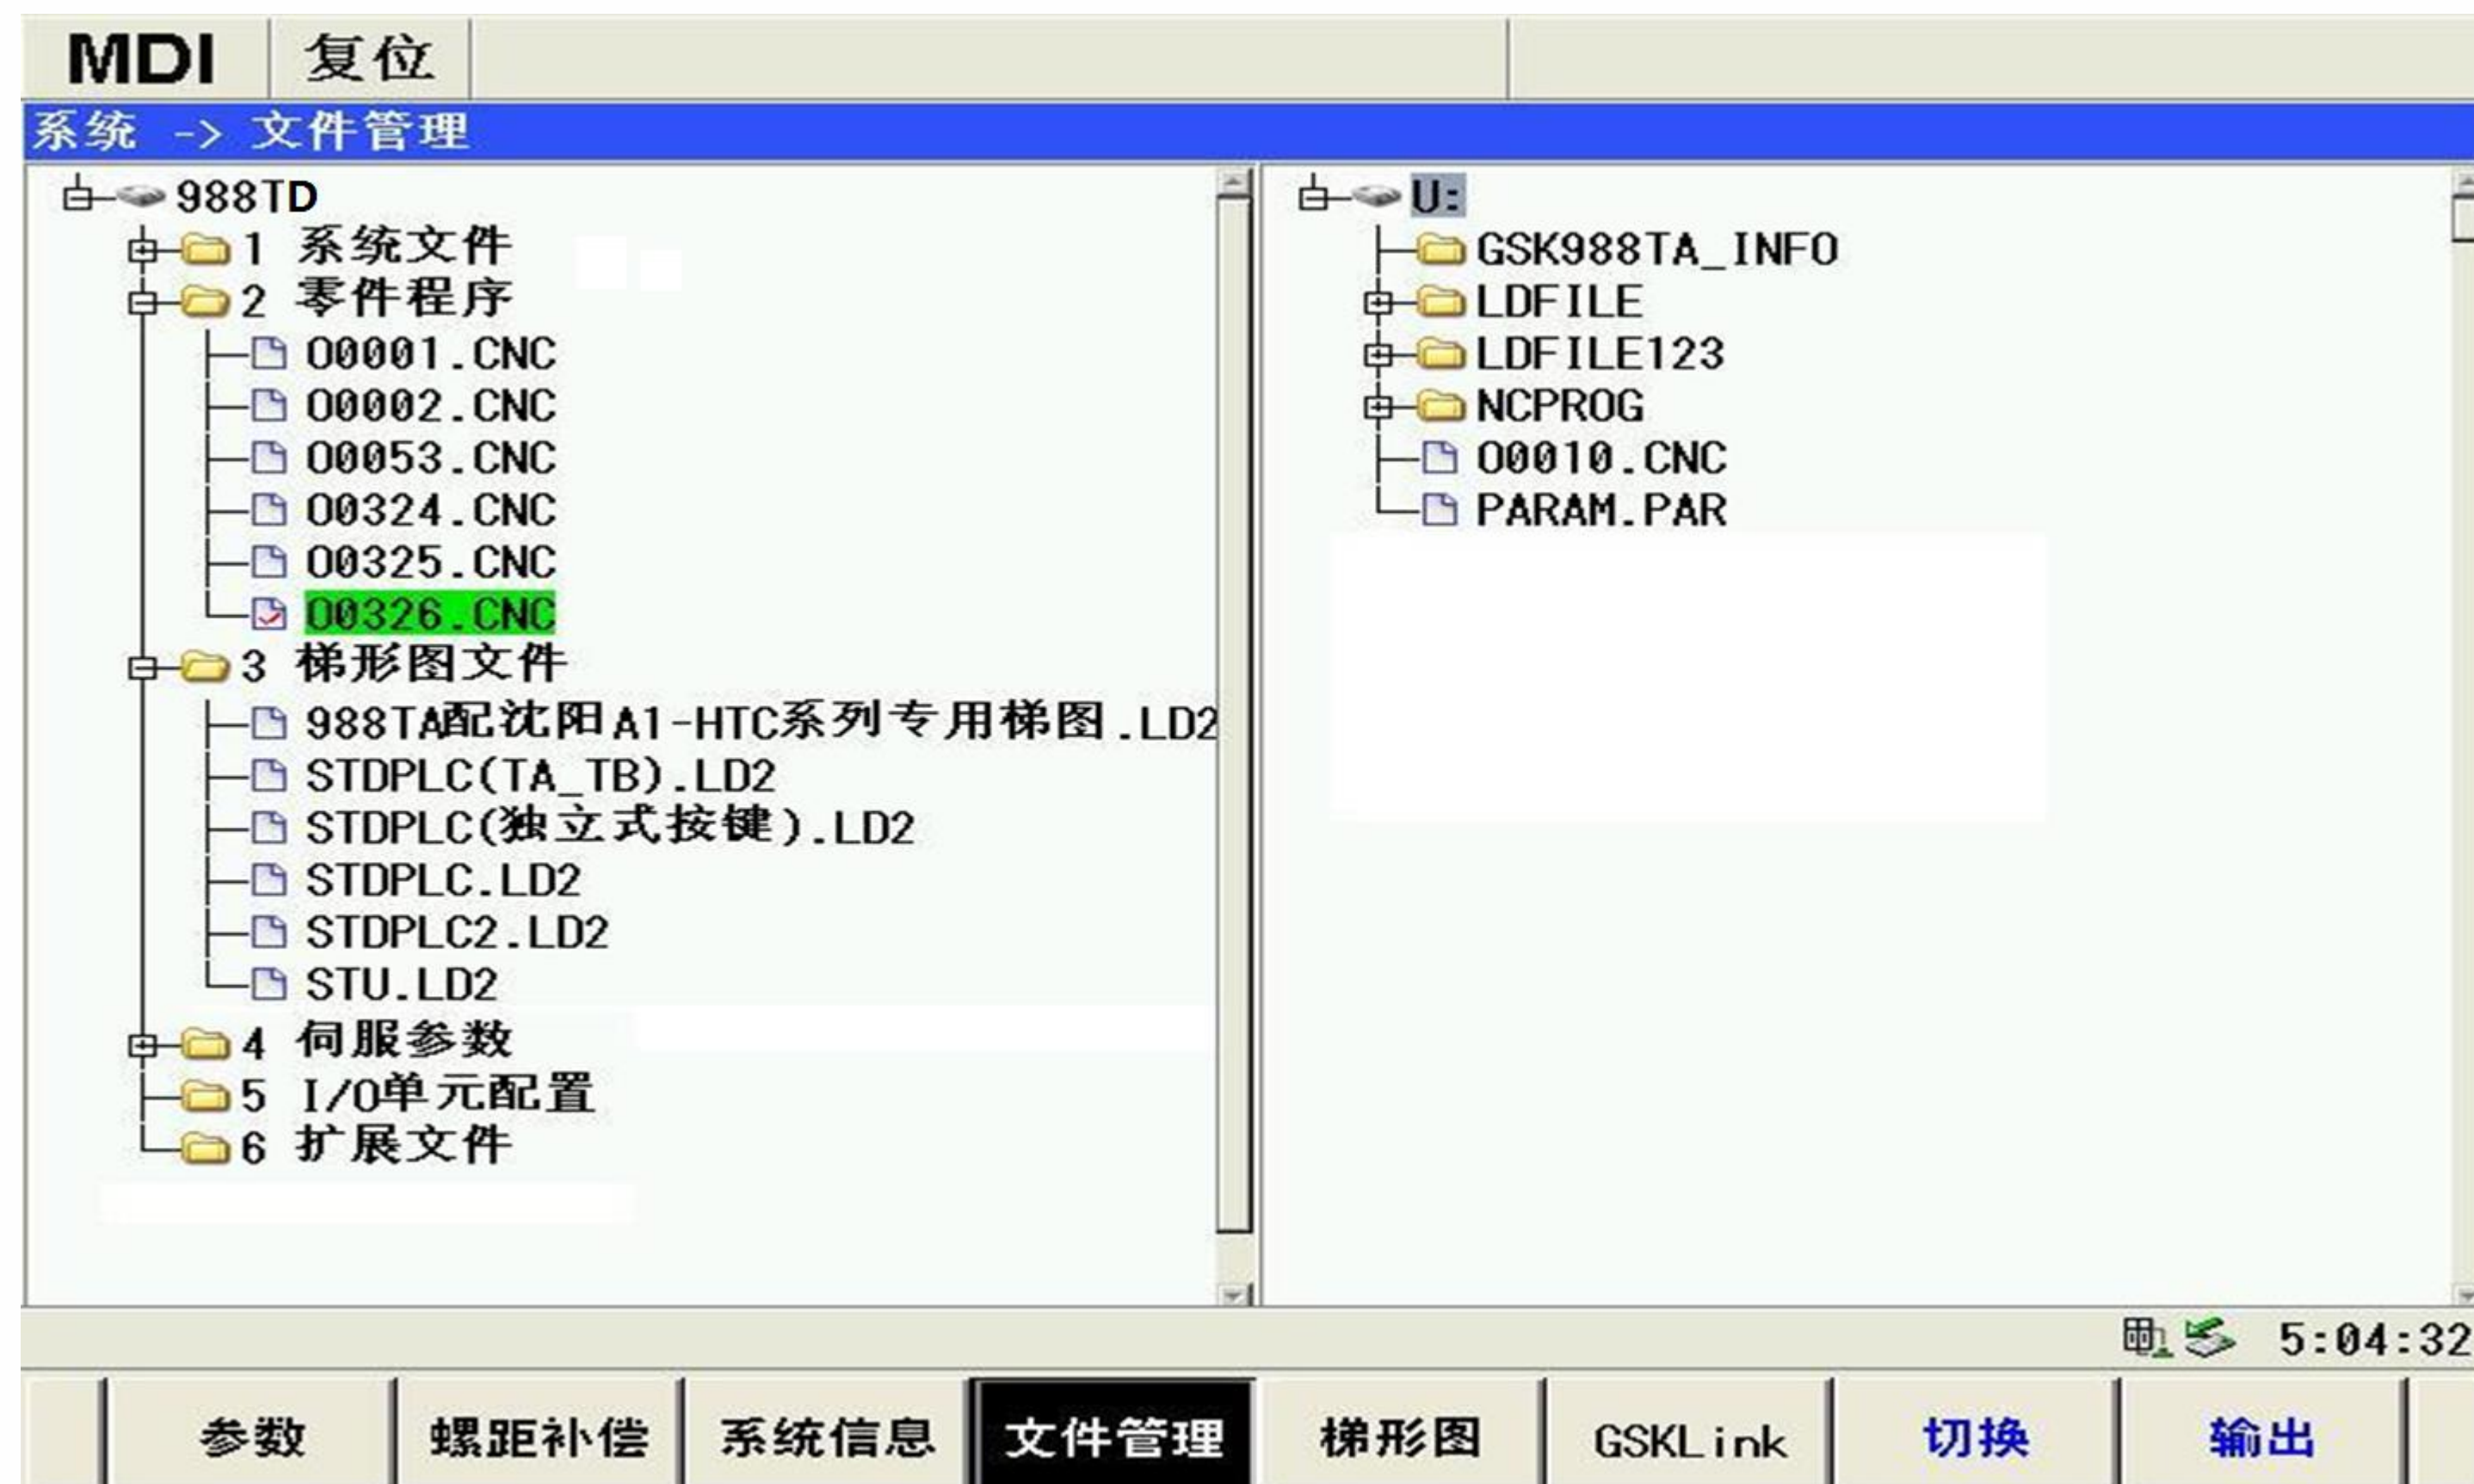 MDI 复位
系统 -> 文件管理
988TD
1 系统文件
2 零件程序
O0001.CNC
O0002.CNC
O0053.CNC
O0324.CNC
O0325.CNC
O0326.CNC
3 梯形图文件
988TA配沈阳A1-HTC系列专用梯图.LD2
STDPLC(TA_TB).LD2
STDPLC(独立式按键).LD2
STDPLC.LD2
STDPLC2.LD2
STU.LD2
4 伺服参数
5 I/O单元配置
6 扩展文件
U:
GSK988TA_INFO
LDFILE
LDFILE123
NCPROG
O0010.CNC
PARAM.PAR
5:04:32
参数 螺距补偿 系统信息 文件管理 梯形图 GSKLink 切换 输出